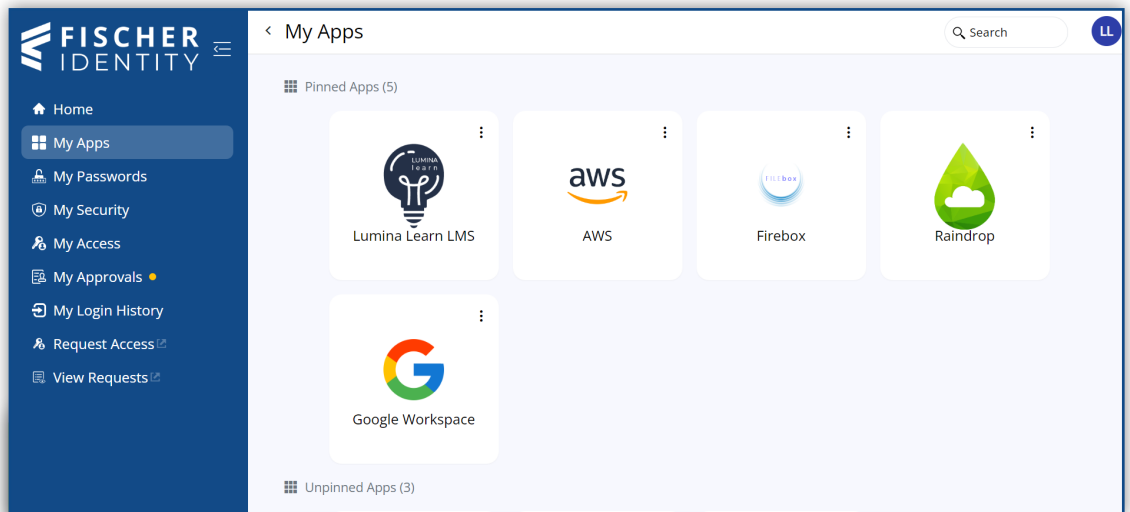 FISCHER
IDENTITY
Home
My Apps
My Passwords
My Security
My Access
My Approvals
My Login History
Request Access
View Requests
My Apps
Search
LL
Pinned Apps (5)
LUMINA
learn
Lumina Learn LMS
aws
AWS
FILEbox
Firebox
Raindrop
G
Google Workspace
Unpinned Apps (3)